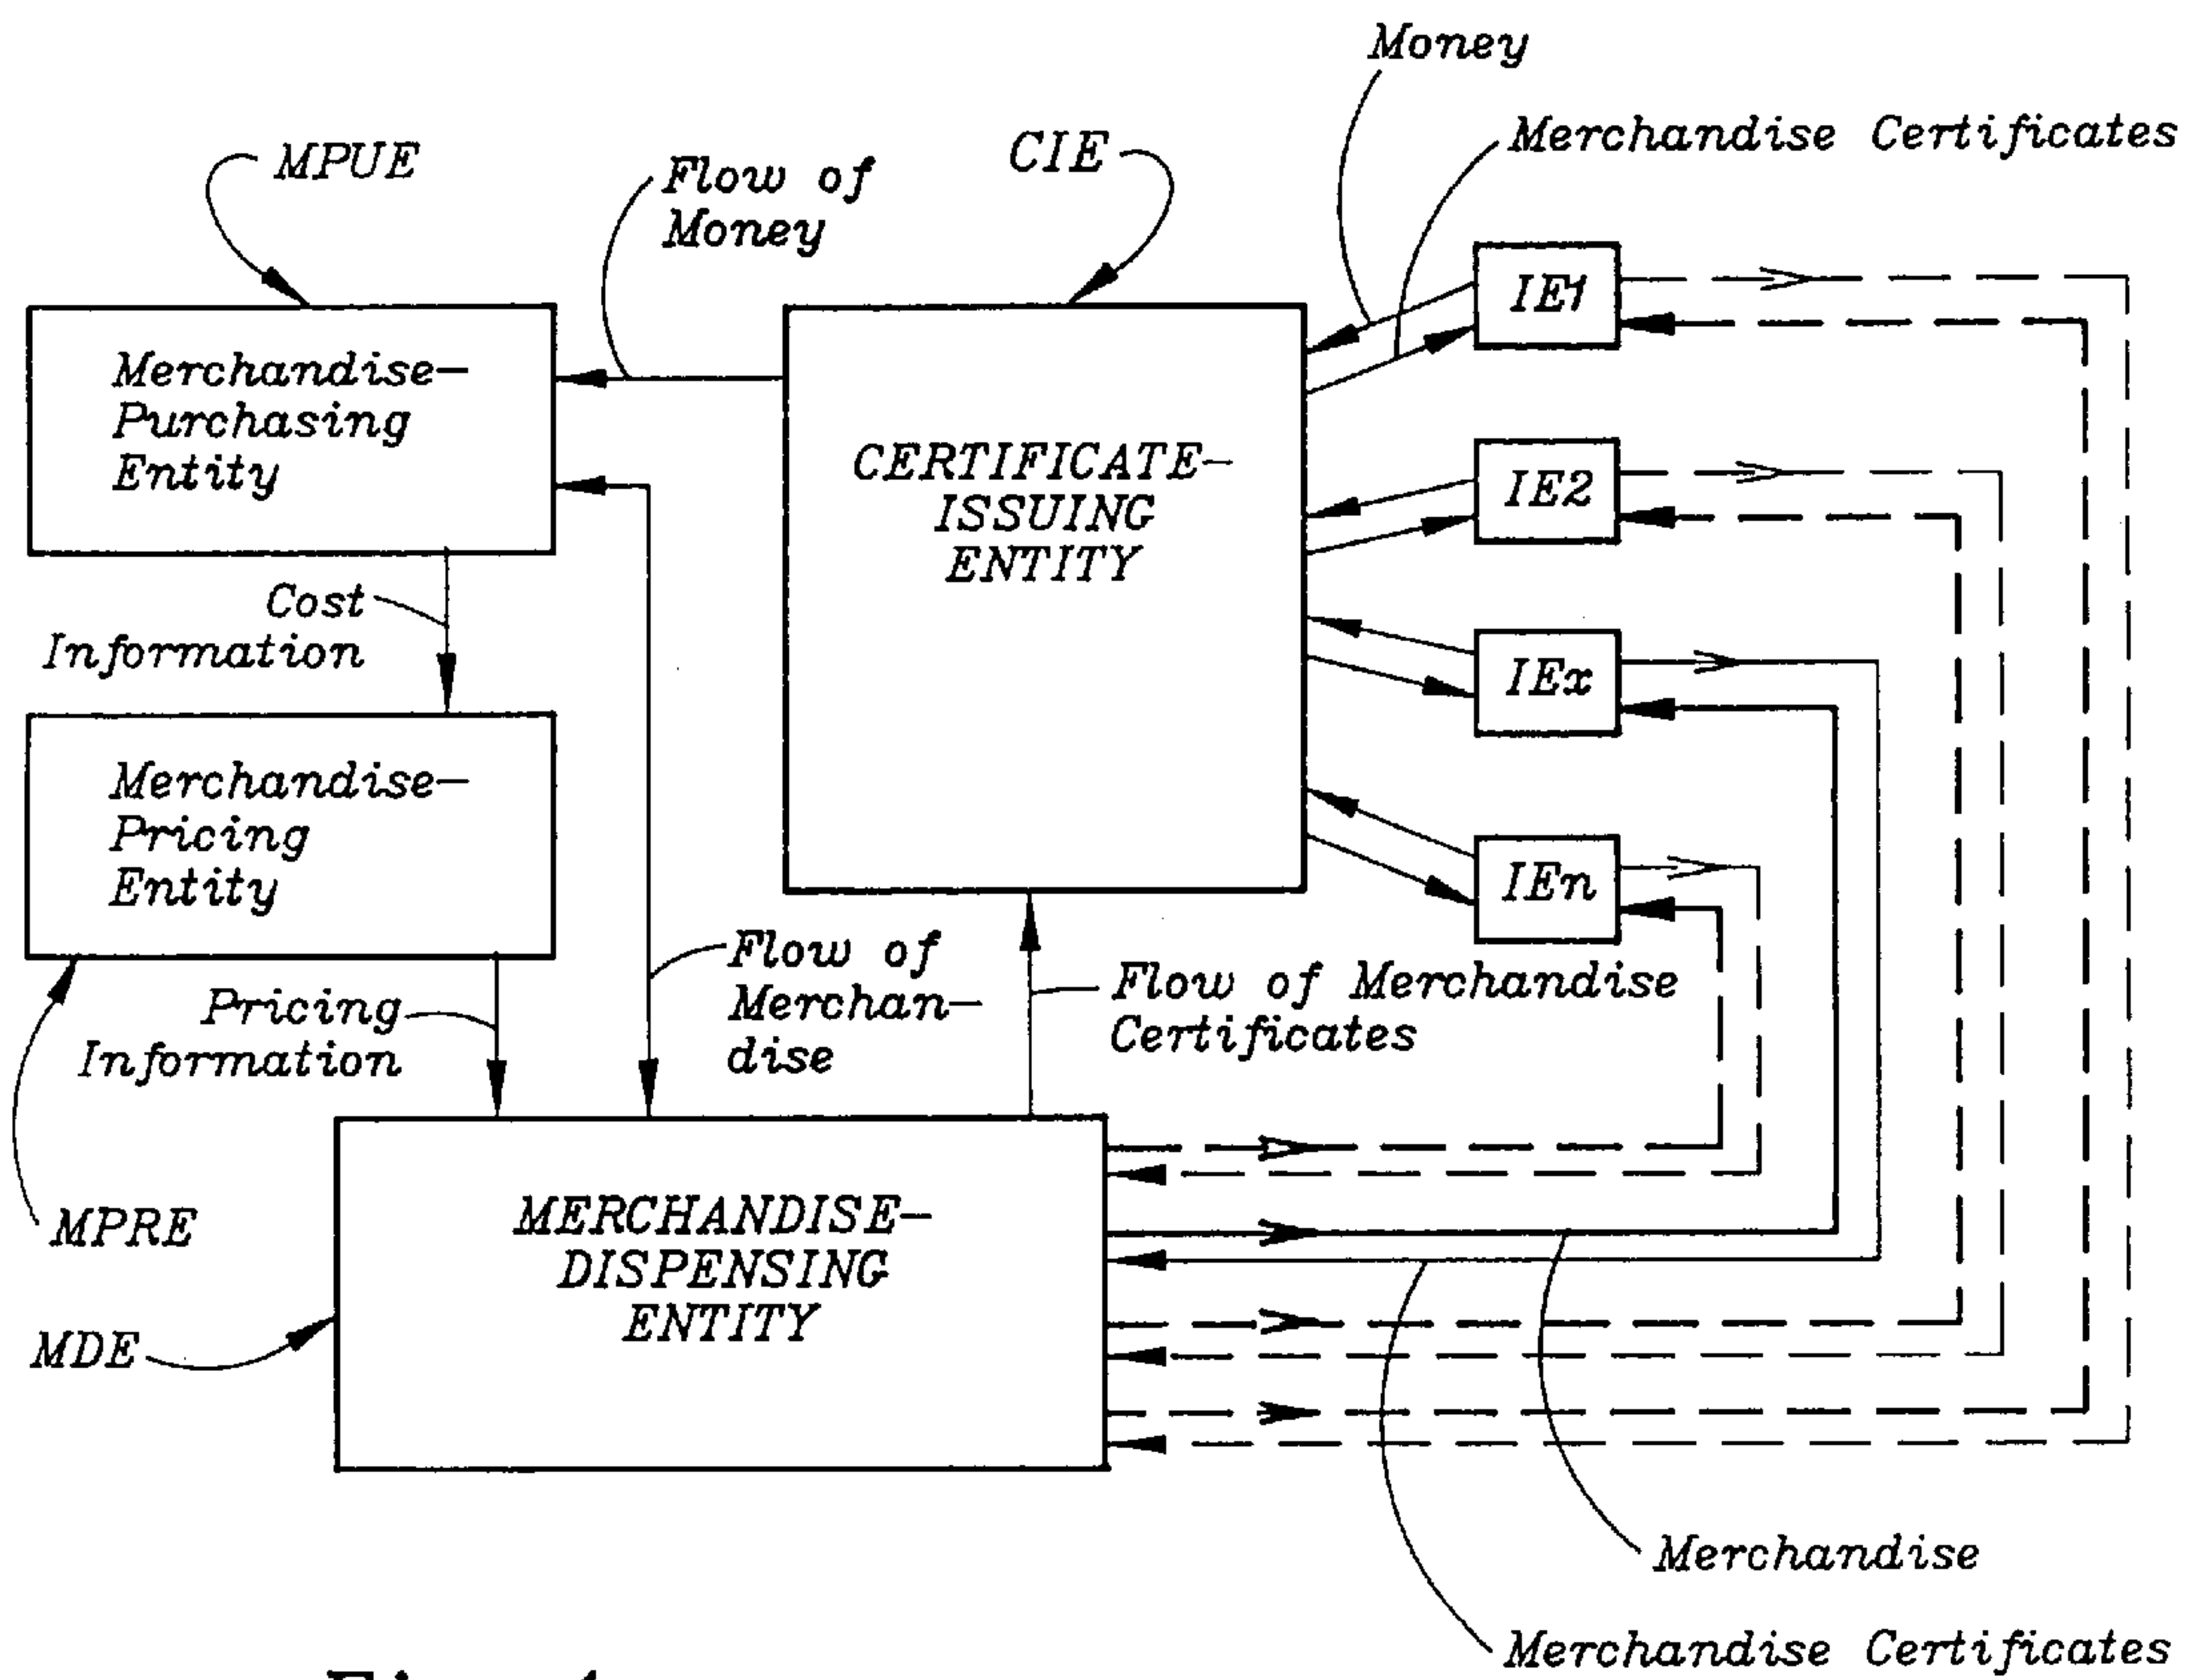 Money
Merchandise Certificates
MPUE
Flow of
Money
CIE
IE1
Merchandise-
Purchasing
Entity
CERTIFICATE-
ISSUING
ENTITY
IE2
Cost
Information
IEx
Merchandise-
Pricing
Entity
IEn
Flow of
Merchan-
dise
Flow of Merchandise
Certificates
Pricing
Information
MPRE
MERCHANDISE-
DISPENSING
ENTITY
MDE
Merchandise
Merchandise Certificates